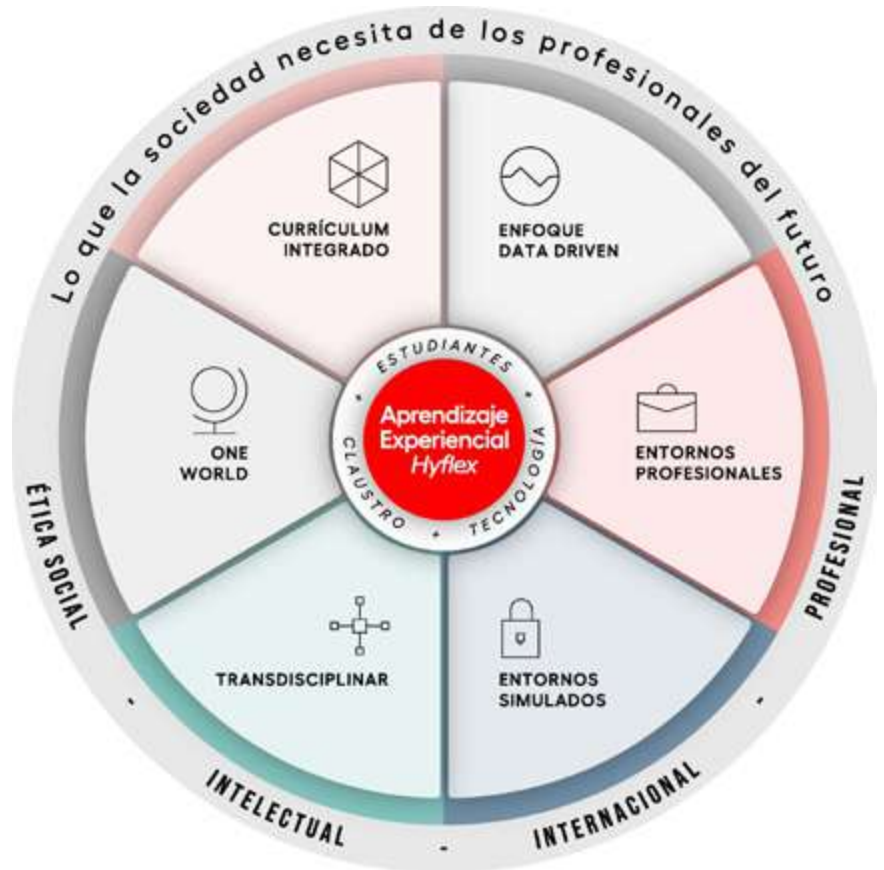 Lo que la sociedad necesita de los profesionales del futuro
CURRÍCULUM
INTEGRADO
ENFOQUE
DATA DRIVEN
ONE
WORLD
ESTUDIANTES
CLAUSTRO
TECNOLOGÍA
Aprendizaje
Experiencial
Hyflex
ENTORNOS
PROFESIONALES
TRANSDISCIPLINAR
ENTORNOS
SIMULADOS
ÉTICA SOCIAL - INTELECTUAL - INTERNACIONAL - PROFESIONAL